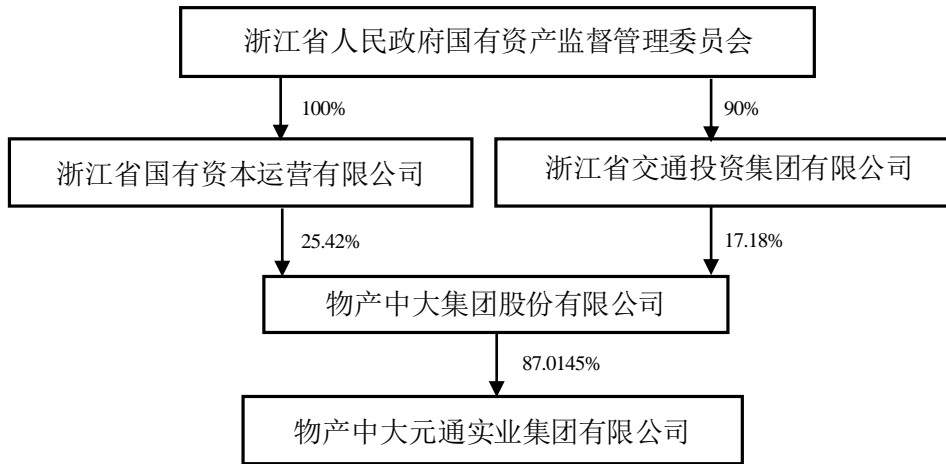 浙江省人民政府国有资产监督管理委员会
100%
90%
浙江省国有资本运营有限公司
浙江省交通投资集团有限公司
25.42%
17.18%
物产中大集团股份有限公司
87.0145%
物产中大元通实业集团有限公司